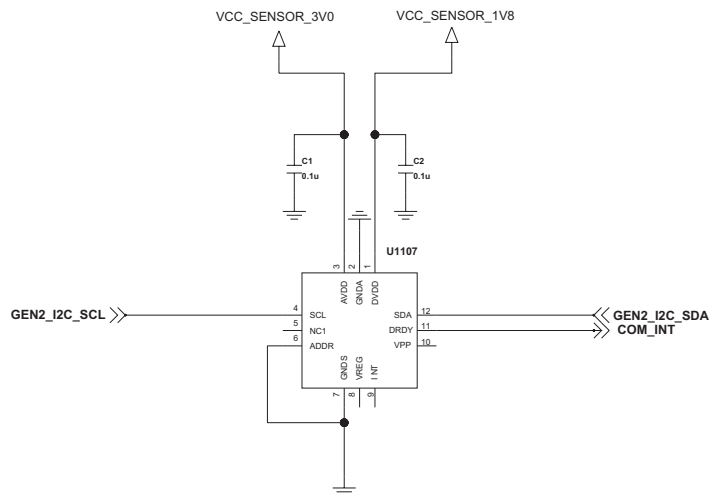 VCC_SENSOR_3V0
VCC_SENSOR_1V8
C1
0.1u
C2
0.1u
U1107
3
2
1
AVDD
GNDA
DVDD
GEN2_I2C_SCL
4
SCL
SDA
12
GEN2_I2C_SDA
5
NC1
DRDY
11
COM_INT
6
ADDR
VPP
10
GNDS
VREG
INT
7
8
9